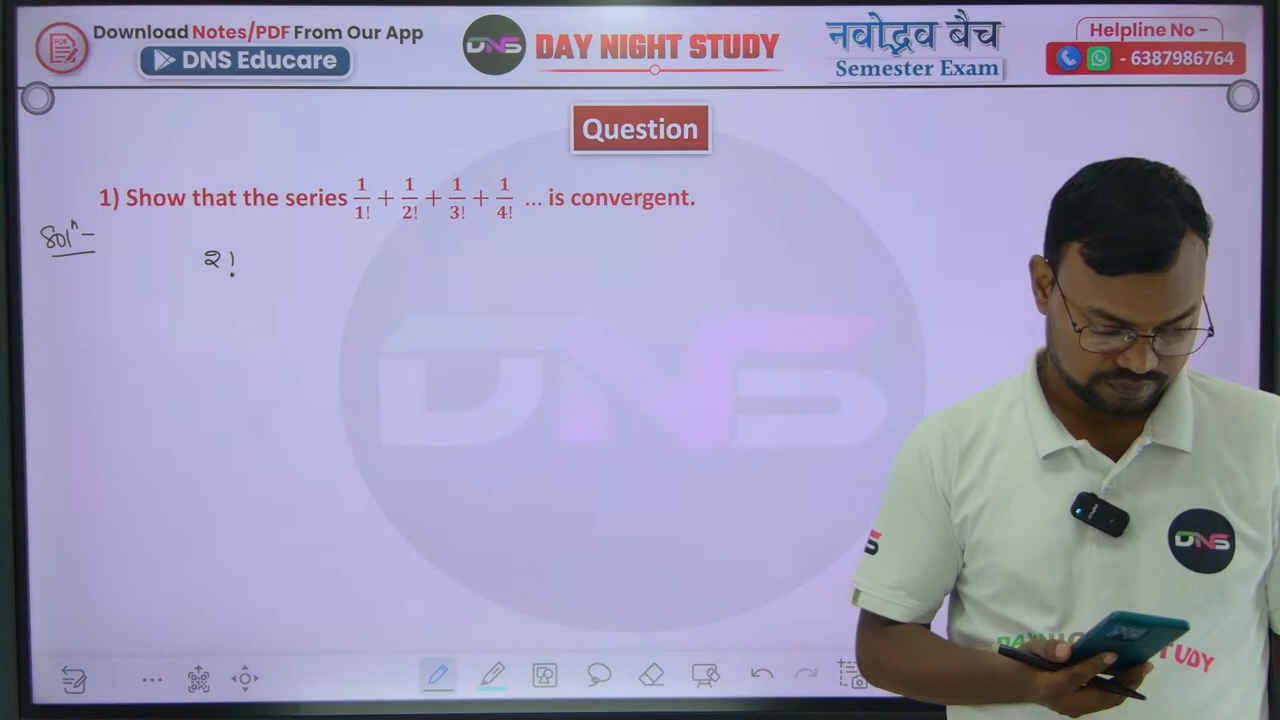 Download Notes/PDF From Our App
DNS Educare
DNS
DAY NIGHT STUDY
नवोद्भव बैच
Semester Exam
Helpline No -
- 6387986764
Question
1) Show that the series 1/1! + 1/2! + 1/3! + 1/4! ... is convergent.
Solⁿ-
2!
DNS
DNS